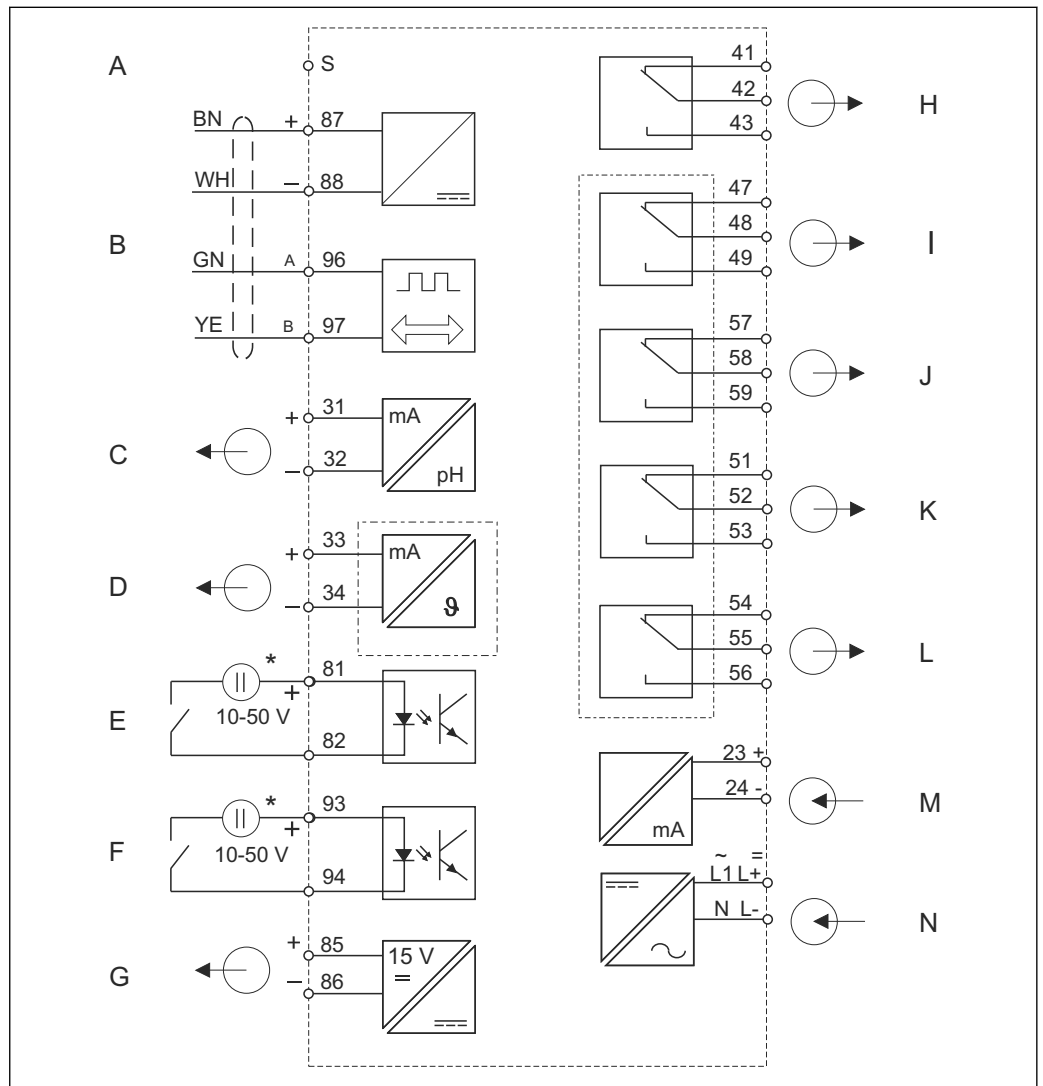 A
S
BN + 87
WH – 88
B
GN A 96
YE B 97
C
+ 31 mA
– 32 pH
D
+ 33 mA
– 34 ϑ
E
* + 81
10-50 V
82
F
* + 93
10-50 V
94
G
+ 85 15 V =
– 86
41
42 H
43
47
48 I
49
57
58 J
59
51
52 K
53
54
55 L
56
23 +
24 - M
mA
~ =
L1 L+
N L- N